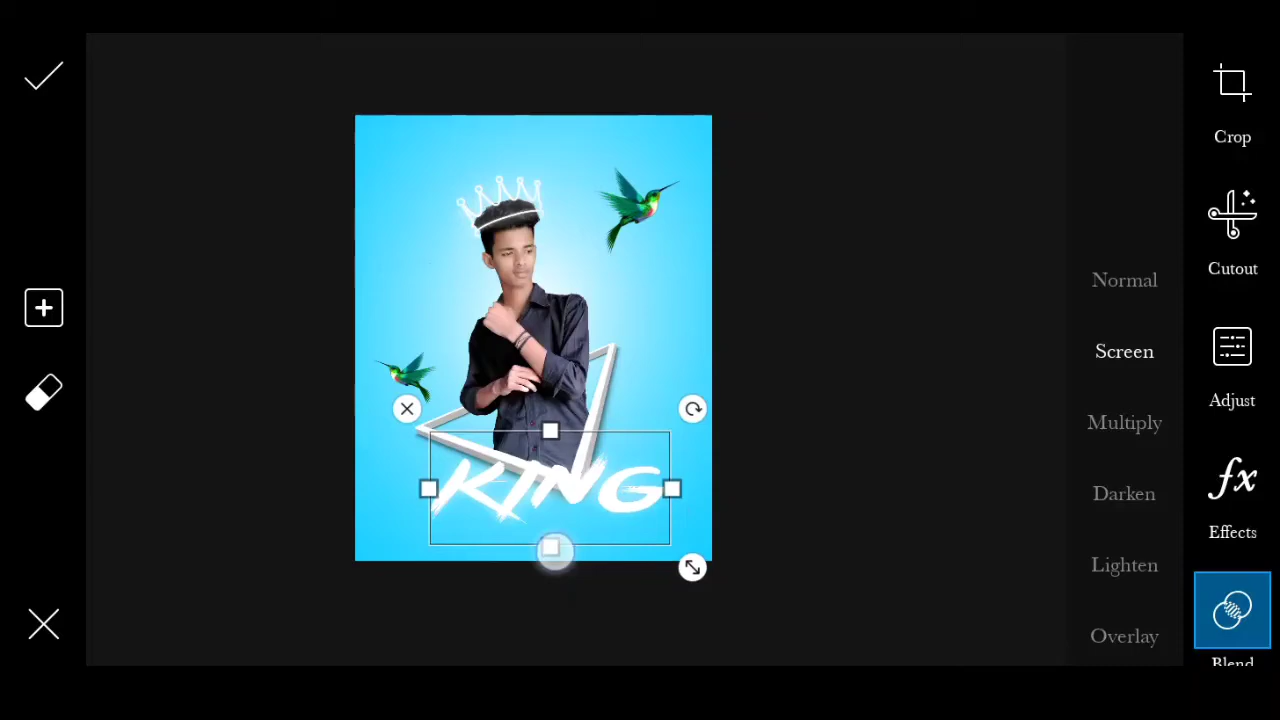 Crop
Cutout
Adjust
fx
Effects
Blend
Normal
Screen
Multiply
Darken
Lighten
Overlay
KING